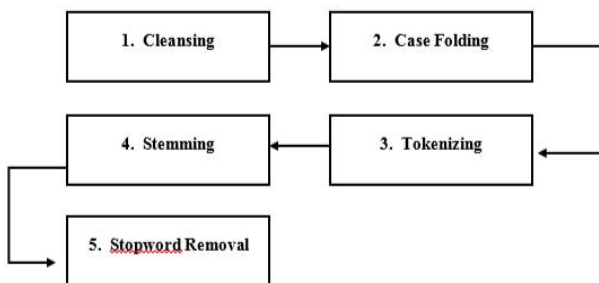 1. Cleansing
2. Case Folding
3. Tokenizing
4. Stemming
5. Stopword Removal